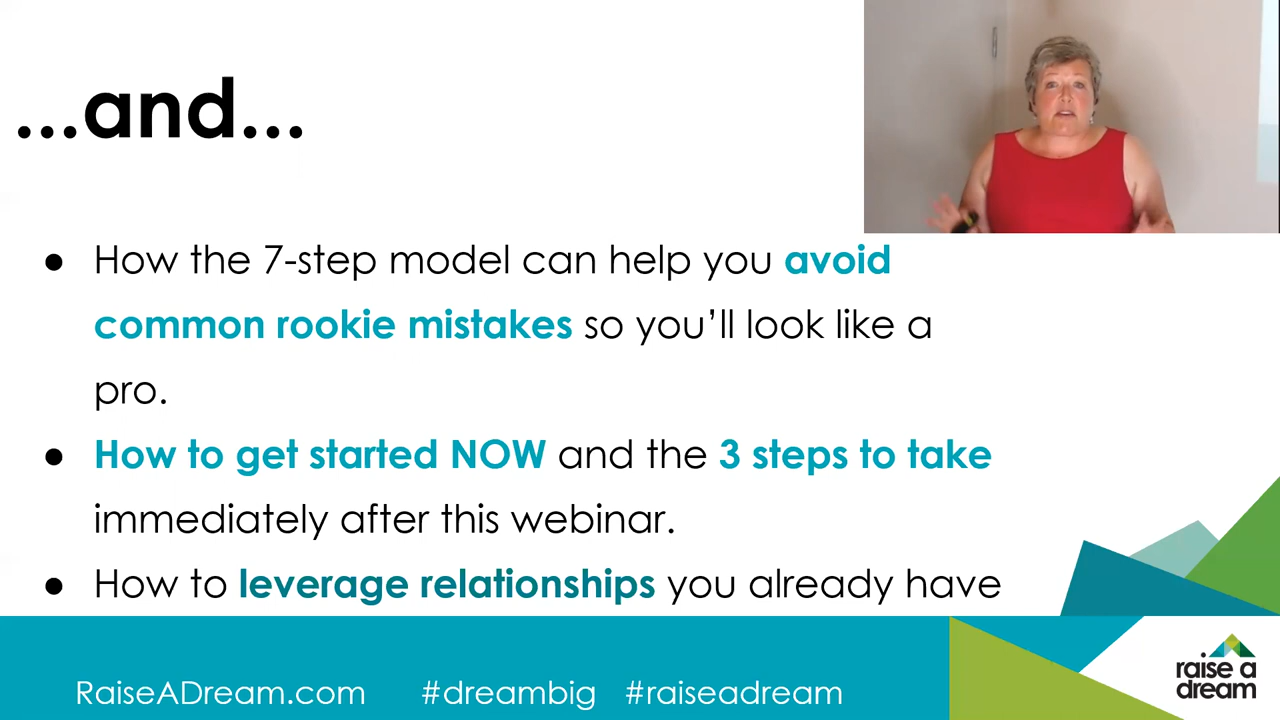 ...and...
● How the 7-step model can help you avoid
common rookie mistakes so you’ll look like a
pro.
● How to get started NOW and the 3 steps to take
immediately after this webinar.
● How to leverage relationships you already have
RaiseADream.com #dreambig #raiseadream
raise a
dream